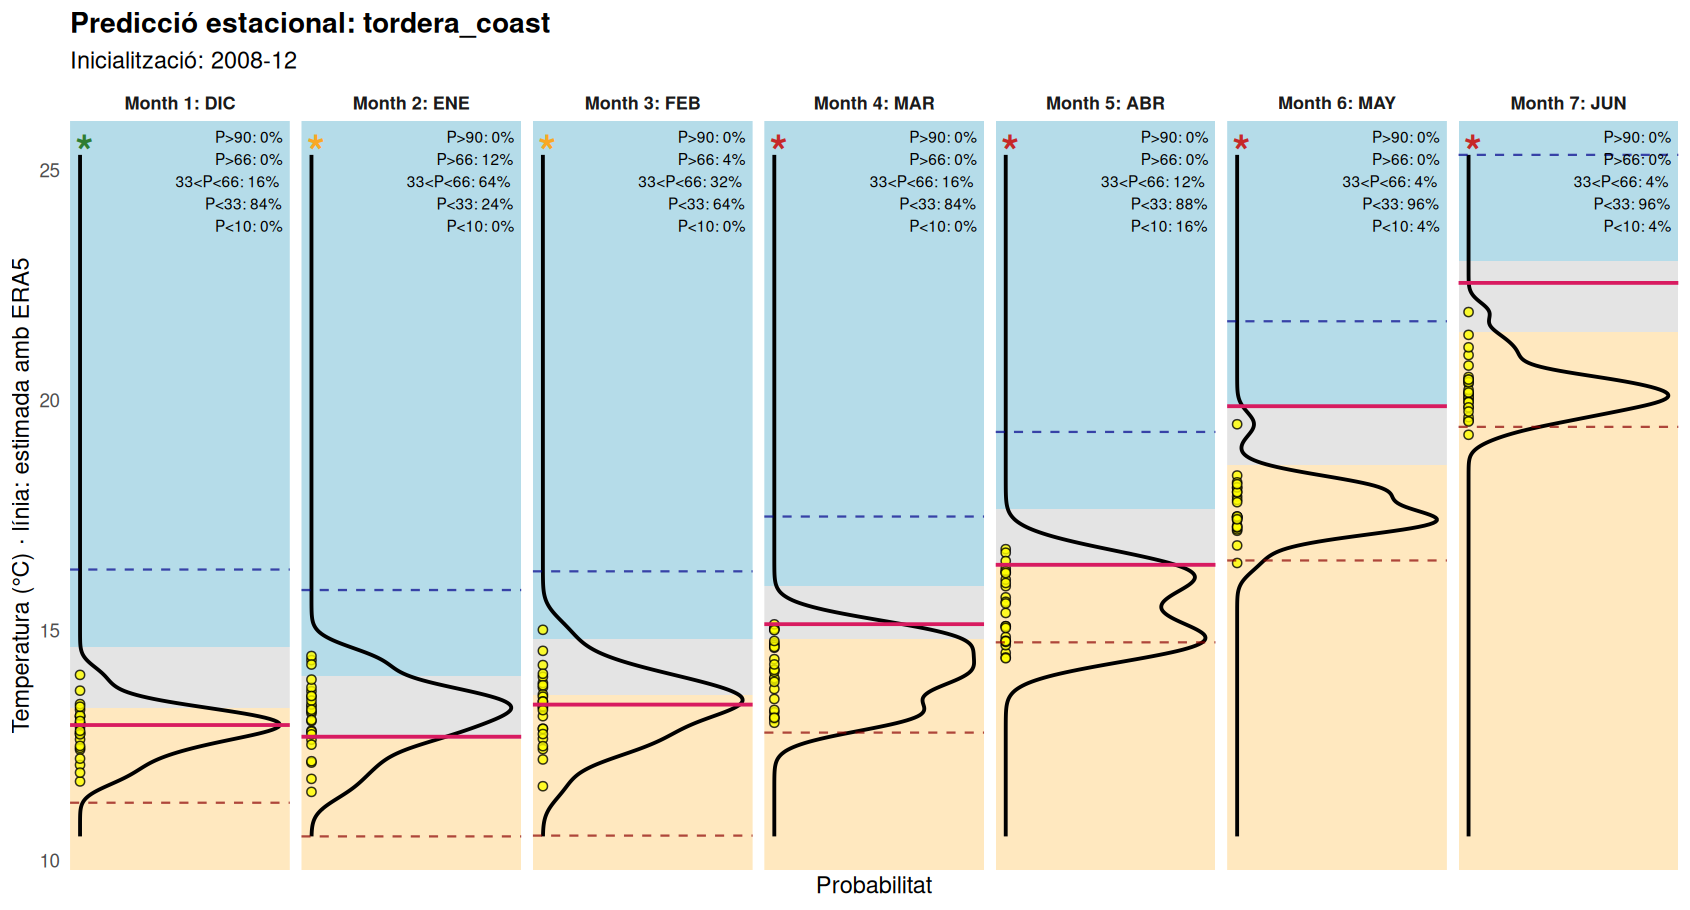 Predicció estacional: tordera_coast
Inicialització: 2008-12
Month 1: DIC
P>90: 0%
P>66: 0%
33<P<66: 16%
P<33: 84%
P<10: 0%
Month 2: ENE
P>90: 0%
P>66: 12%
33<P<66: 64%
P<33: 24%
P<10: 0%
Month 3: FEB
P>90: 0%
P>66: 4%
33<P<66: 32%
P<33: 64%
P<10: 0%
Month 4: MAR
P>90: 0%
P>66: 0%
33<P<66: 16%
P<33: 84%
P<10: 0%
Month 5: ABR
P>90: 0%
P>66: 0%
33<P<66: 12%
P<33: 88%
P<10: 16%
Month 6: MAY
P>90: 0%
P>66: 0%
33<P<66: 4%
P<33: 96%
P<10: 4%
Month 7: JUN
P>90: 0%
P>66: 0%
33<P<66: 4%
P<33: 96%
P<10: 4%
Temperatura (°C) · línia: estimada amb ERA5
25
20
15
10
Probabilitat